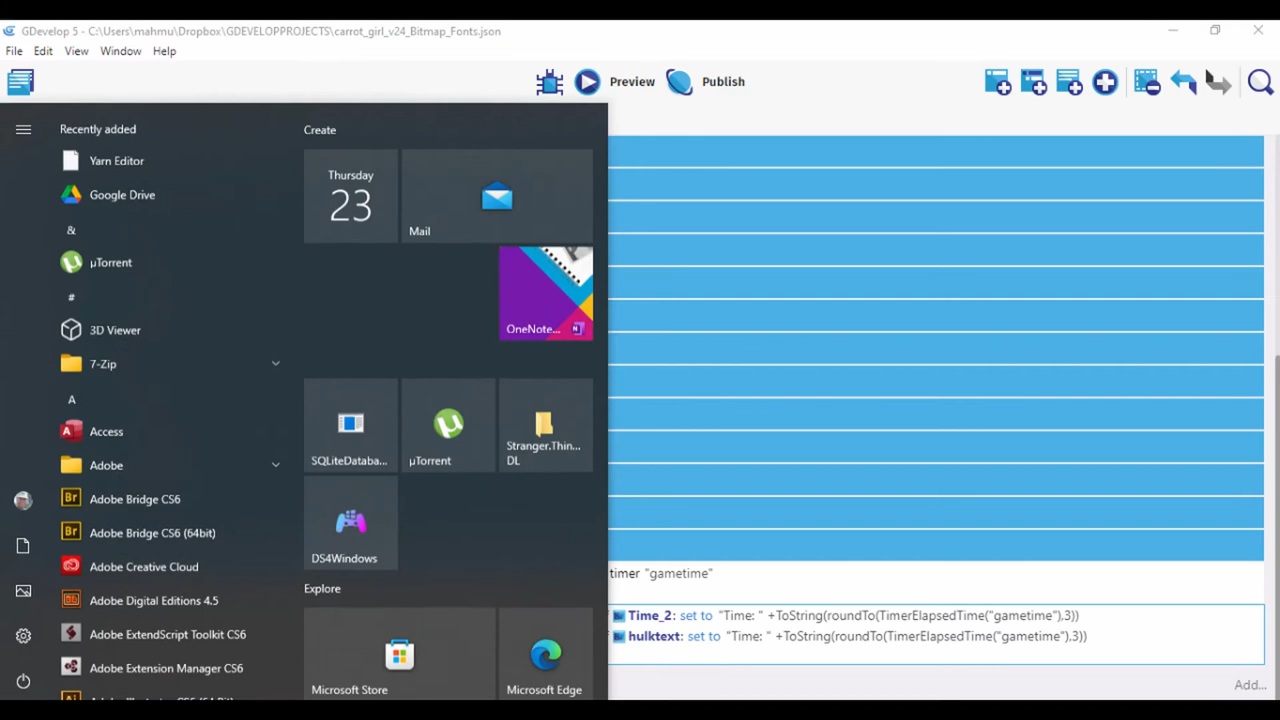 GDevelop 5 - C:\Users\mahmu\Dropbox\GDEVELOPPROJECTS\carrot_girl_v24_Bitmap_Fonts.json
File Edit View Window Help
Preview Publish
Recently added
Yarn Editor
Google Drive
&
µTorrent
#
3D Viewer
7-Zip
A
Access
Adobe
Adobe Bridge CS6
Adobe Bridge CS6 (64bit)
Adobe Creative Cloud
Adobe Digital Editions 4.5
Adobe ExtendScript Toolkit CS6
Adobe Extension Manager CS6
Create
Thursday
23
Mail
OneNote...
SQLiteDataba...
µTorrent
Stranger.Thin...
DL
DS4Windows
Explore
Microsoft Store
Microsoft Edge
timer "gametime"
Time_2: set to "Time: " +ToString(roundTo(TimerElapsedTime("gametime"),3))
hulktext: set to "Time: " +ToString(roundTo(TimerElapsedTime("gametime"),3))
Add...